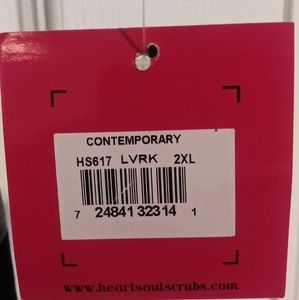 CONTEMPORARY
HS617 LVRK 2XL
7 24841 32314 1
www.heartsoulscrubs.com